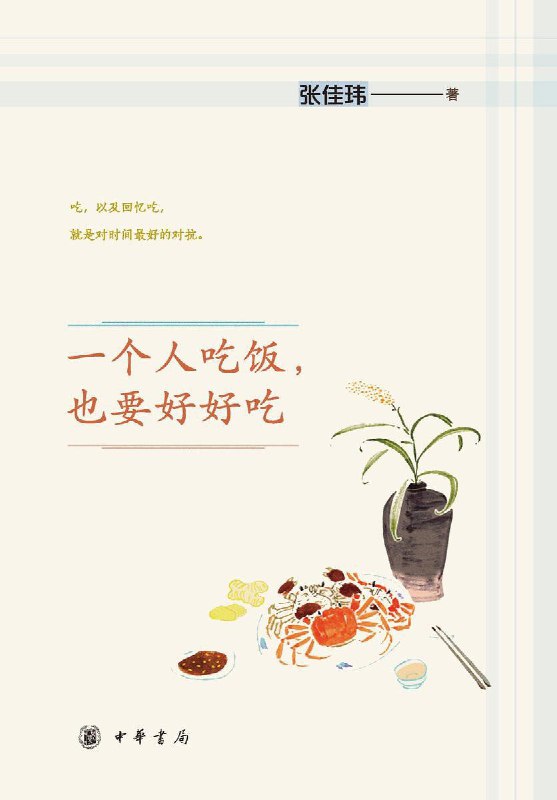 张佳玮——著
吃，以及回忆吃，
就是对时间最好的对抗。
一个人吃饭，
也要好好吃
中華書局